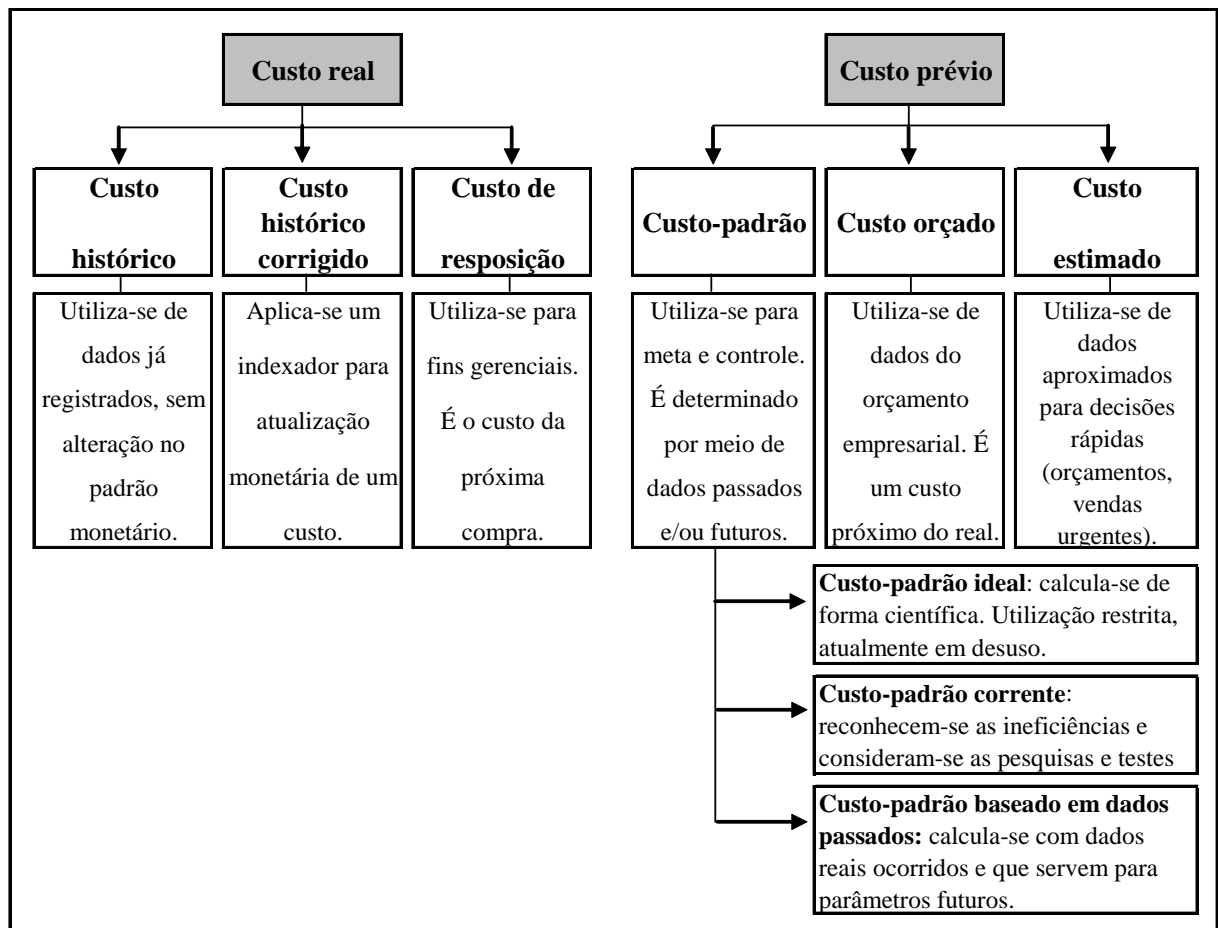 Custo real
Custo
histórico
Utiliza-se de
dados já
registrados, sem
alteração no
padrão
monetário.
Custo
histórico
corrigido
Aplica-se um
indexador para
atualização
monetária de um
custo.
Custo de
resposição
Utiliza-se para
fins gerenciais.
É o custo da
próxima
compra.
Custo prévio
Custo-padrão
Utiliza-se para
meta e controle.
É determinado
por meio de
dados passados
e/ou futuros.
Custo orçado
Utiliza-se de
dados do
orçamento
empresarial. É
um custo
próximo do real.
Custo
estimado
Utiliza-se de
dados
aproximados
para decisões
rápidas
(orçamentos,
vendas
urgentes).
Custo-padrão ideal: calcula-se de
forma científica. Utilização restrita,
atualmente em desuso.
Custo-padrão corrente:
reconhecem-se as ineficiências e
consideram-se as pesquisas e testes
Custo-padrão baseado em dados
passados: calcula-se com dados
reais ocorridos e que servem para
parâmetros futuros.